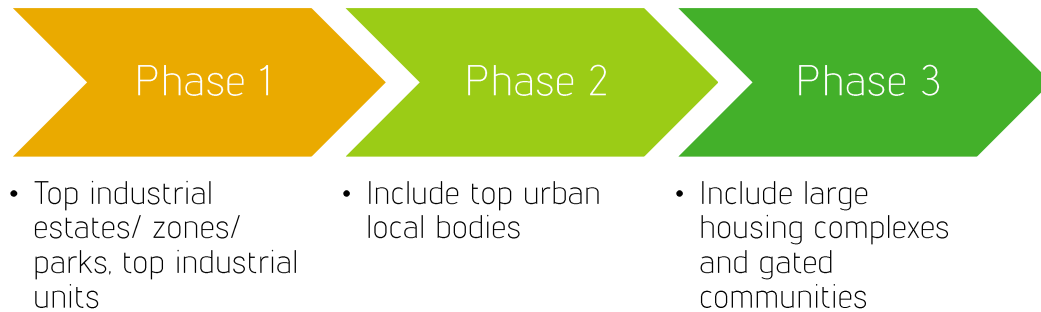 Phase 1
Phase 2
Phase 3
• Top industrial
estates/ zones/
parks, top industrial
units
• Include top urban
local bodies
• Include large
housing complexes
and gated
communities